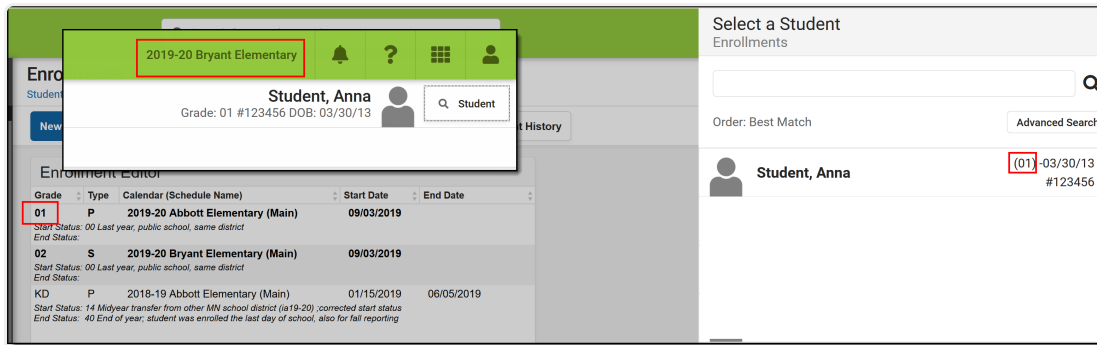 2019-20 Bryant Elementary
?
Student, Anna
Grade: 01 #123456 DOB: 03/30/13
Student
Enro
Student
New
t History
Enrollment Editor
Grade Type Calendar (Schedule Name) Start Date End Date
01 P 2019-20 Abbott Elementary (Main) 09/03/2019
Start Status: 00 Last year, public school, same district
End Status:
02 S 2019-20 Bryant Elementary (Main) 09/03/2019
Start Status: 00 Last year, public school, same district
End Status:
KD P 2018-19 Abbott Elementary (Main) 01/15/2019 06/05/2019
Start Status: 14 Midyear transfer from other MN school district (ia19-20) ;corrected start status
End Status: 40 End of year; student was enrolled the last day of school, also for fall reporting
Select a Student
Enrollments
Order: Best Match
Advanced Search
Student, Anna
(01) -03/30/13
#123456